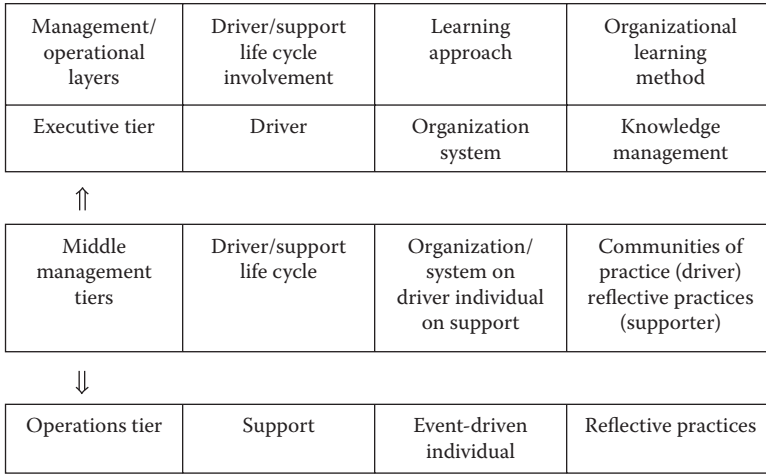 Management/
operational
layers
Driver/support
life cycle
involvement
Learning
approach
Organizational
learning
method
Executive tier
Driver
Organization
system
Knowledge
management
⇑
Middle
management
tiers
Driver/support
life cycle
Organization/
system on
driver individual
on support
Communities of
practice (driver)
reflective practices
(supporter)
⇓
Operations tier
Support
Event-driven
individual
Reflective practices